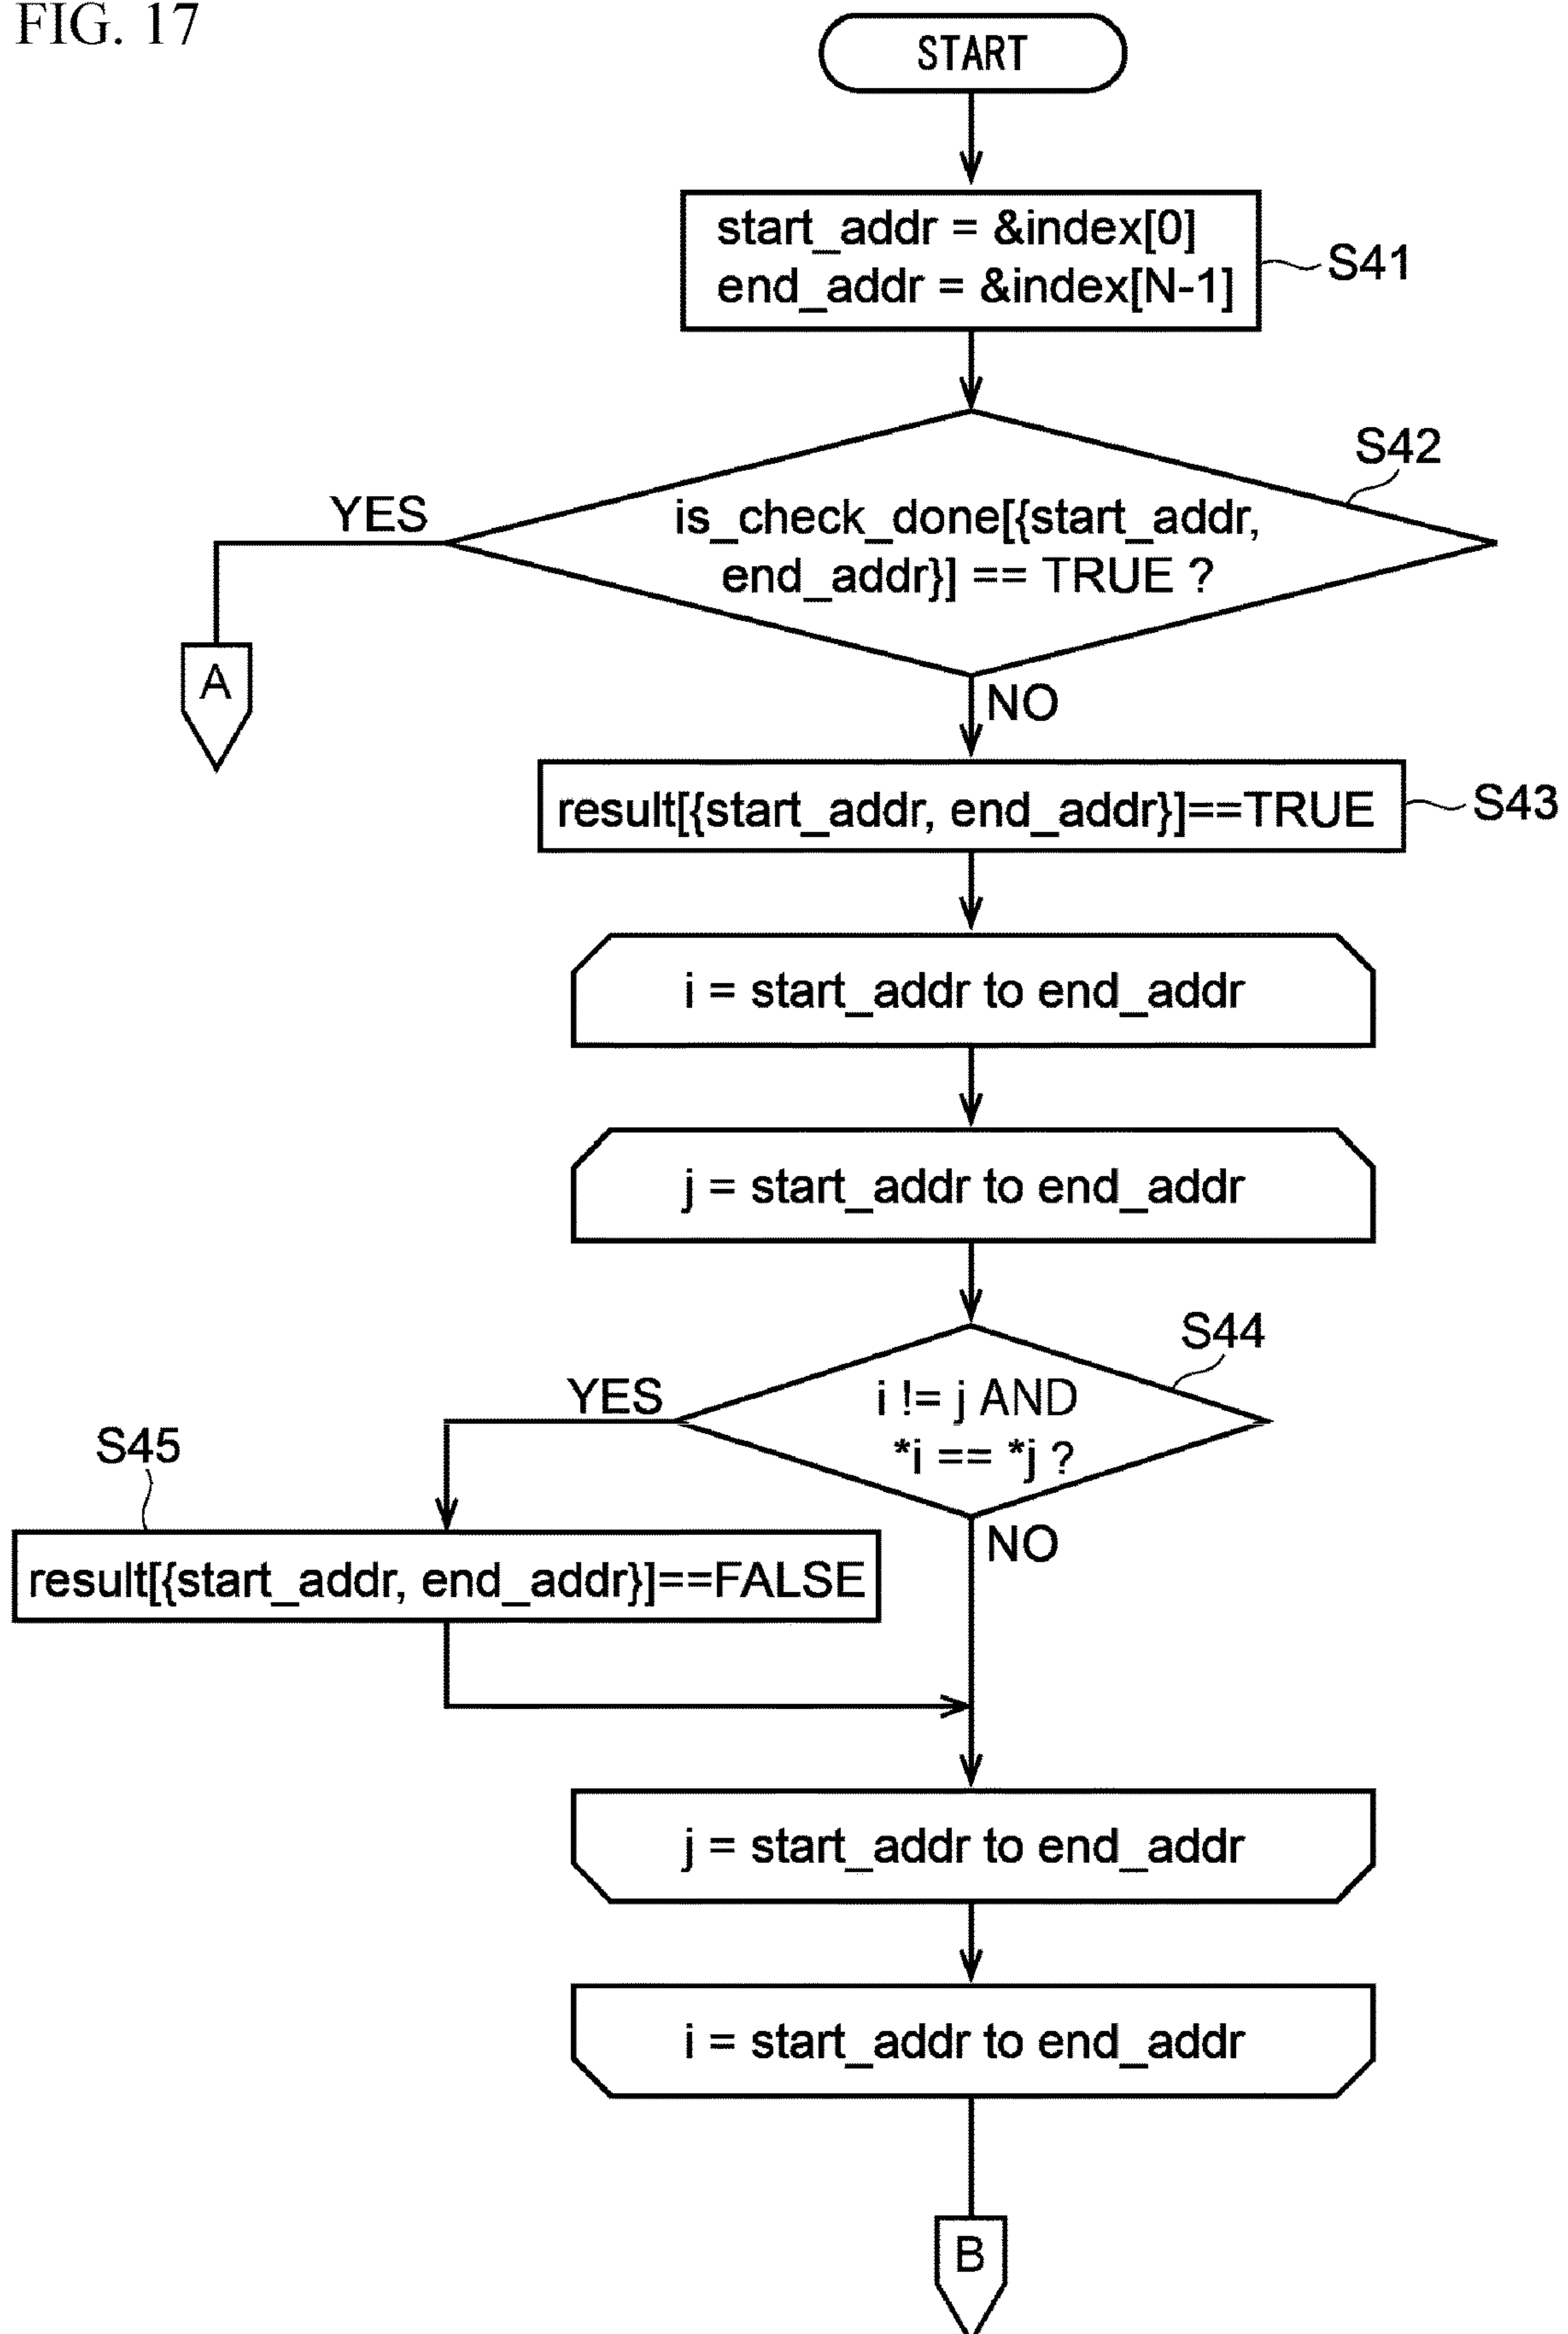 FIG. 17
START
start_addr = &index[0]
end_addr = &index[N-1]
S41
S42
YES
is_check_done[{start_addr,
end_addr}] == TRUE ?
A
NO
result[{start_addr, end_addr}]==TRUE
S43
i = start_addr to end_addr
j = start_addr to end_addr
S44
YES
i != j AND
*i == *j ?
S45
NO
result[{start_addr, end_addr}]==FALSE
j = start_addr to end_addr
i = start_addr to end_addr
B